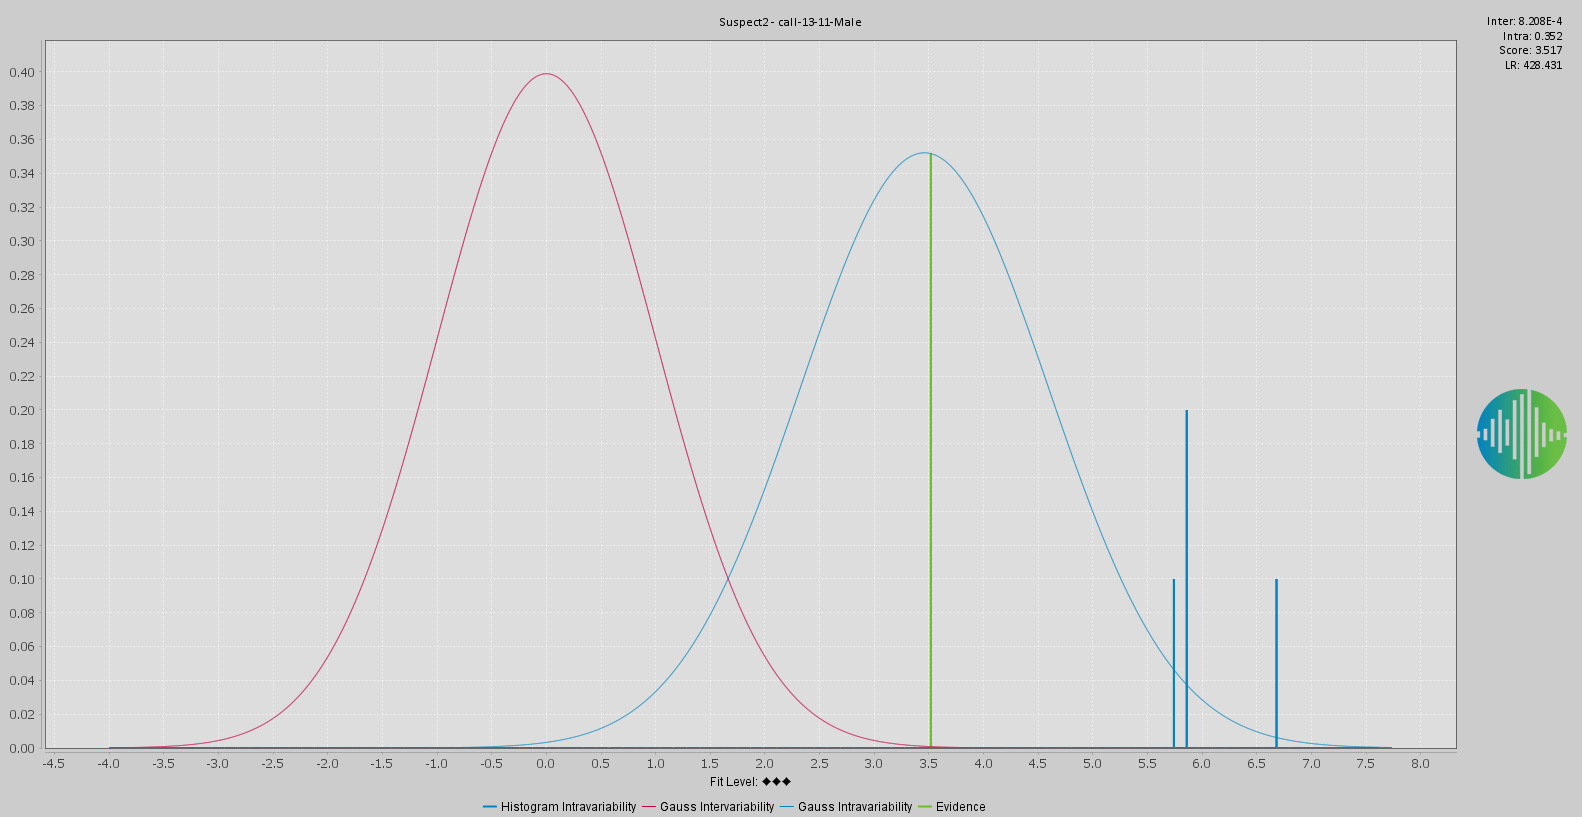 Suspect2 - call-13-11-Male
Inter: 8.208E-4
Intra: 0.352
Score: 3.517
LR: 428.431
0.40
0.38
0.36
0.34
0.32
0.30
0.28
0.26
0.24
0.22
0.20
0.18
0.16
0.14
0.12
0.10
0.08
0.06
0.04
0.02
0.00
-4.5 -4.0 -3.5 -3.0 -2.5 -2.0 -1.5 -1.0 -0.5 0.0 0.5 1.0 1.5 2.0 2.5 3.0 3.5 4.0 4.5 5.0 5.5 6.0 6.5 7.0 7.5 8.0
Fit Level: ◆◆◆
Histogram Intravariability Gauss Intervariability Gauss Intravariability Evidence